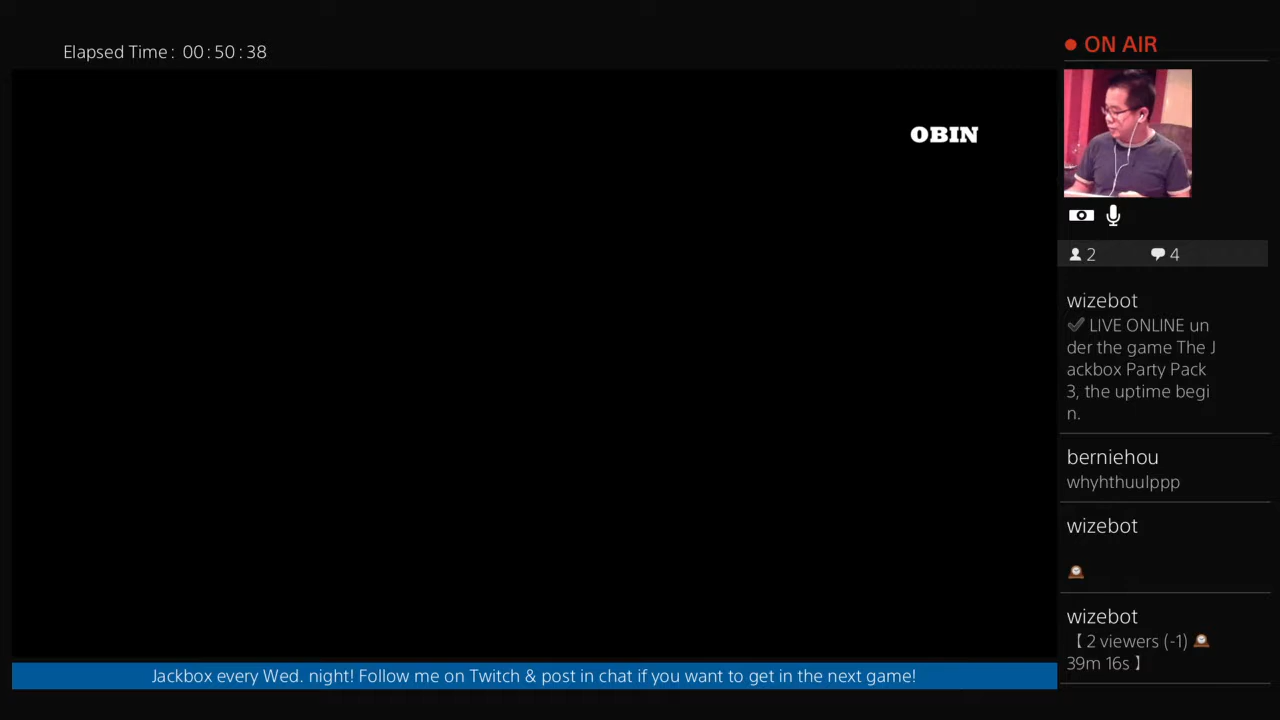 Elapsed Time: 00:50:38
ON AIR
OBIN
2
4
wizebot
✔ LIVE ONLINE un
der the game The J
ackbox Party Pack
3, the uptime begi
n.
berniehou
whyhthuulppp
wizebot
🕰
wizebot
【 2 viewers (-1) 🕰
39m 16s 】
Jackbox every Wed. night! Follow me on Twitch & post in chat if you want to get in the next game!